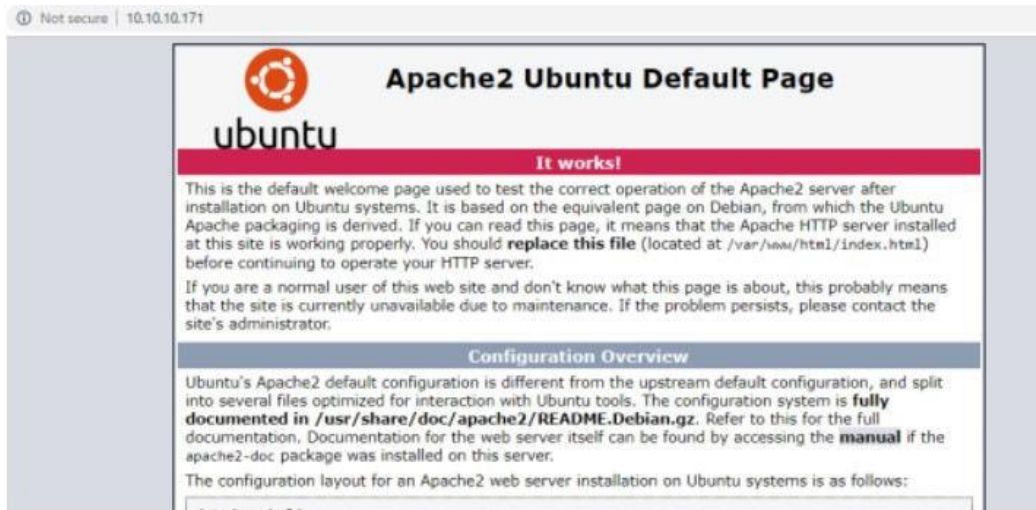 Not secure | 10.10.10.171
Apache2 Ubuntu Default Page
ubuntu
It works!
This is the default welcome page used to test the correct operation of the Apache2 server after
installation on Ubuntu systems. It is based on the equivalent page on Debian, from which the Ubuntu
Apache packaging is derived. If you can read this page, it means that the Apache HTTP server installed
at this site is working properly. You should replace this file (located at /var/www/html/index.html)
before continuing to operate your HTTP server.
If you are a normal user of this web site and don't know what this page is about, this probably means
that the site is currently unavailable due to maintenance. If the problem persists, please contact the
site's administrator.
Configuration Overview
Ubuntu's Apache2 default configuration is different from the upstream default configuration, and split
into several files optimized for interaction with Ubuntu tools. The configuration system is fully
documented in /usr/share/doc/apache2/README.Debian.gz. Refer to this for the full
documentation. Documentation for the web server itself can be found by accessing the manual if the
apache2-doc package was installed on this server.
The configuration layout for an Apache2 web server installation on Ubuntu systems is as follows: